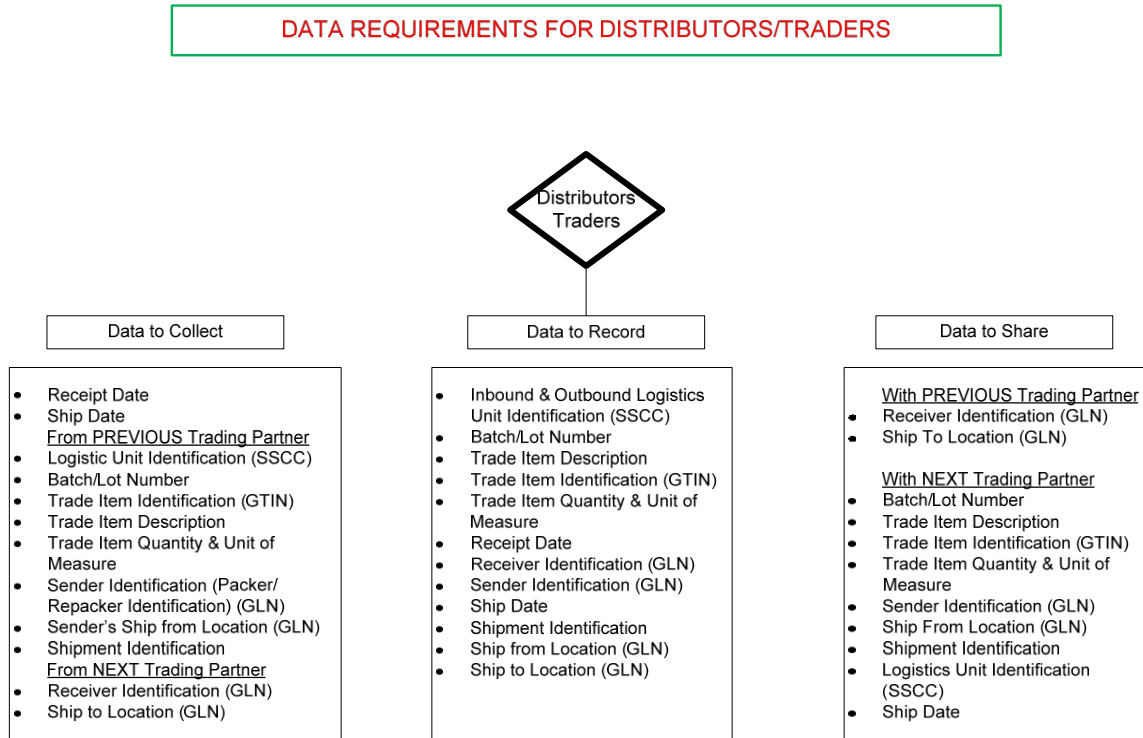 DATA REQUIREMENTS FOR DISTRIBUTORS/TRADERS
Distributors
Traders
Data to Collect
• Receipt Date
• Ship Date
From PREVIOUS Trading Partner
• Logistic Unit Identification (SSCC)
• Batch/Lot Number
• Trade Item Identification (GTIN)
• Trade Item Description
• Trade Item Quantity & Unit of
Measure
• Sender Identification (Packer/
Repacker Identification) (GLN)
• Sender's Ship from Location (GLN)
• Shipment Identification
From NEXT Trading Partner
• Receiver Identification (GLN)
• Ship to Location (GLN)
Data to Record
• Inbound & Outbound Logistics
Unit Identification (SSCC)
• Batch/Lot Number
• Trade Item Description
• Trade Item Identification (GTIN)
• Trade Item Quantity & Unit of
Measure
• Receipt Date
• Receiver Identification (GLN)
• Sender Identification (GLN)
• Ship Date
• Shipment Identification
• Ship from Location (GLN)
• Ship to Location (GLN)
Data to Share
With PREVIOUS Trading Partner
• Receiver Identification (GLN)
• Ship To Location (GLN)
With NEXT Trading Partner
• Batch/Lot Number
• Trade Item Description
• Trade Item Identification (GTIN)
• Trade Item Quantity & Unit of
Measure
• Sender Identification (GLN)
• Ship From Location (GLN)
• Shipment Identification
• Logistics Unit Identification
(SSCC)
• Ship Date